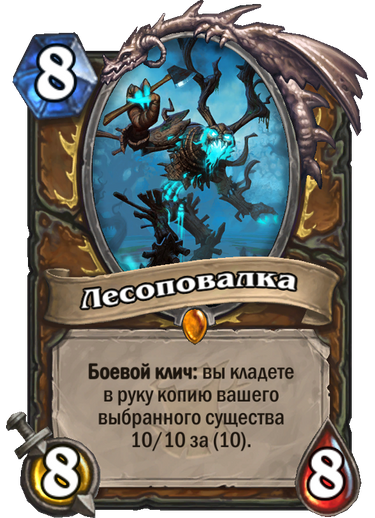 8
Лесоповалка
Боевой клич: вы кладете
в руку копию вашего
выбранного существа
10/10 за (10).
8 8